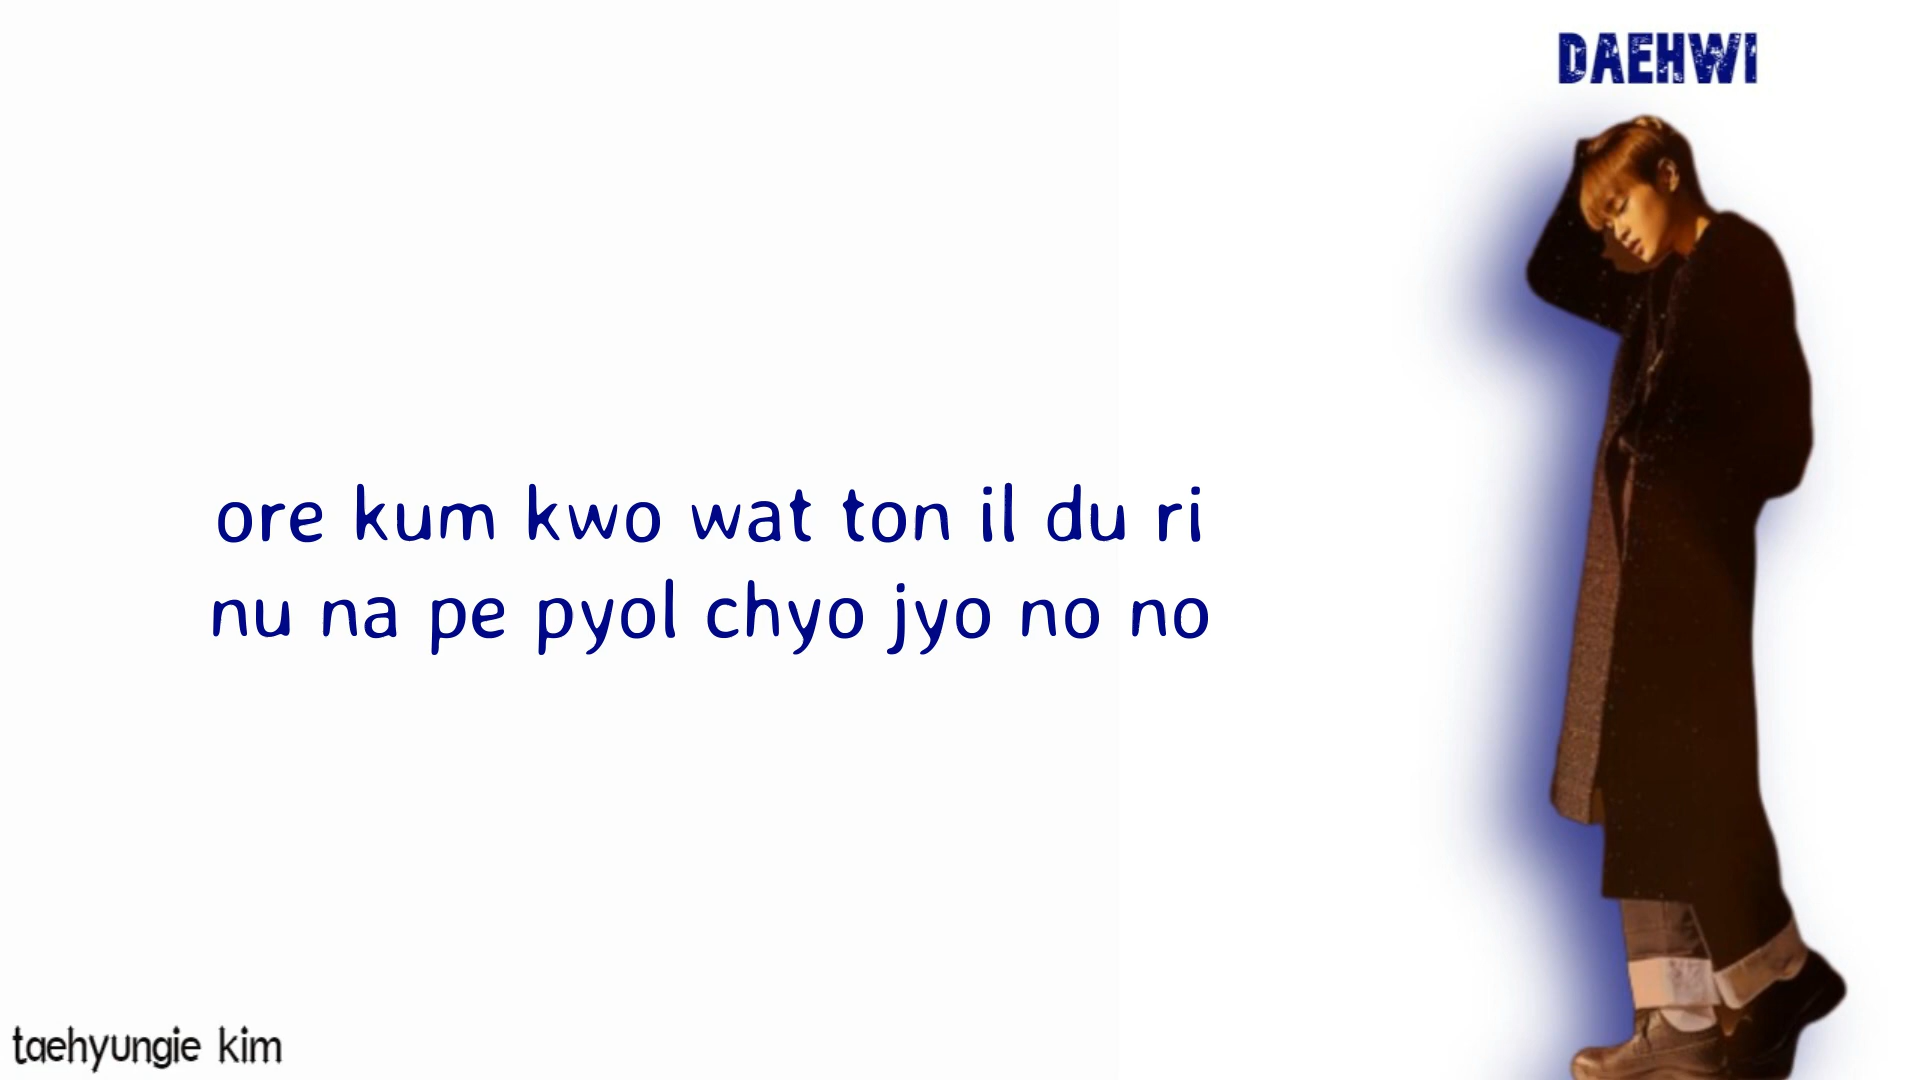 DAEHWI
ore kum kwo wat ton il du ri
nu na pe pyol chyo jyo no no
taehyungie kim